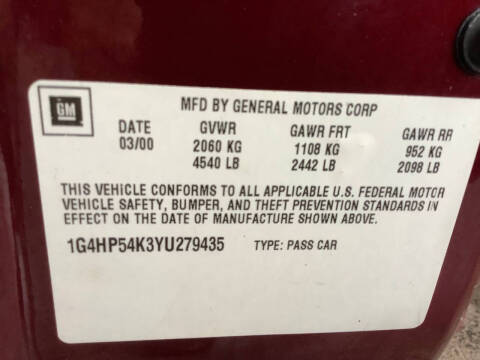 GM
MFD BY GENERAL MOTORS CORP
DATE GVWR GAWR FRT GAWR RR
03/00 2060 KG 1108 KG 952 KG
4540 LB 2442 LB 2098 LB
THIS VEHICLE CONFORMS TO ALL APPLICABLE U.S. FEDERAL MOTOR
VEHICLE SAFETY, BUMPER, AND THEFT PREVENTION STANDARDS IN
EFFECT ON THE DATE OF MANUFACTURE SHOWN ABOVE.
1G4HP54K3YU279435 TYPE: PASS CAR